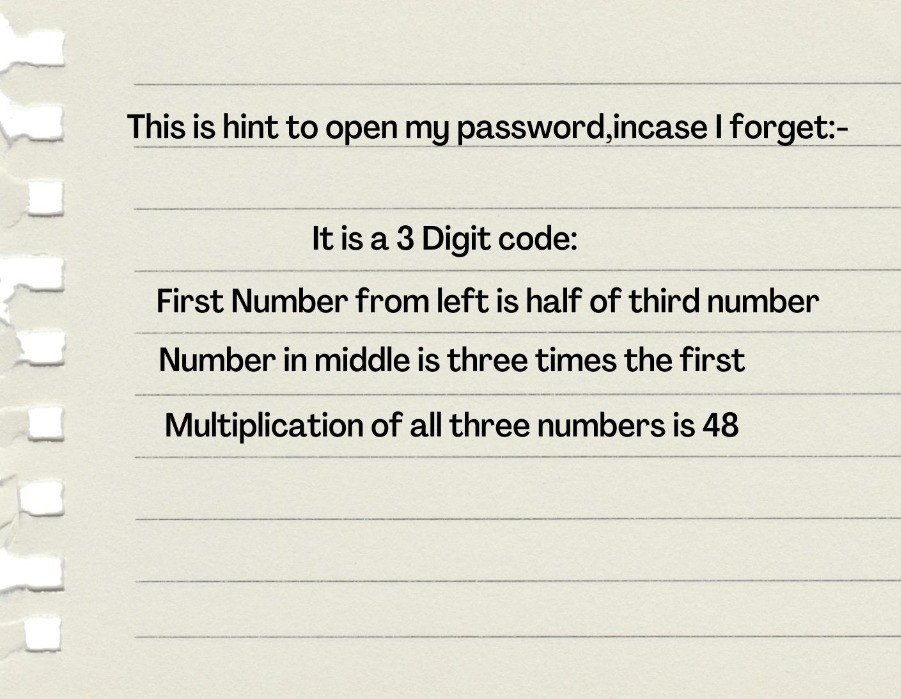 This is hint to open my password,incase I forget:-
It is a 3 Digit code:
First Number from left is half of third number
Number in middle is three times the first
Multiplication of all three numbers is 48